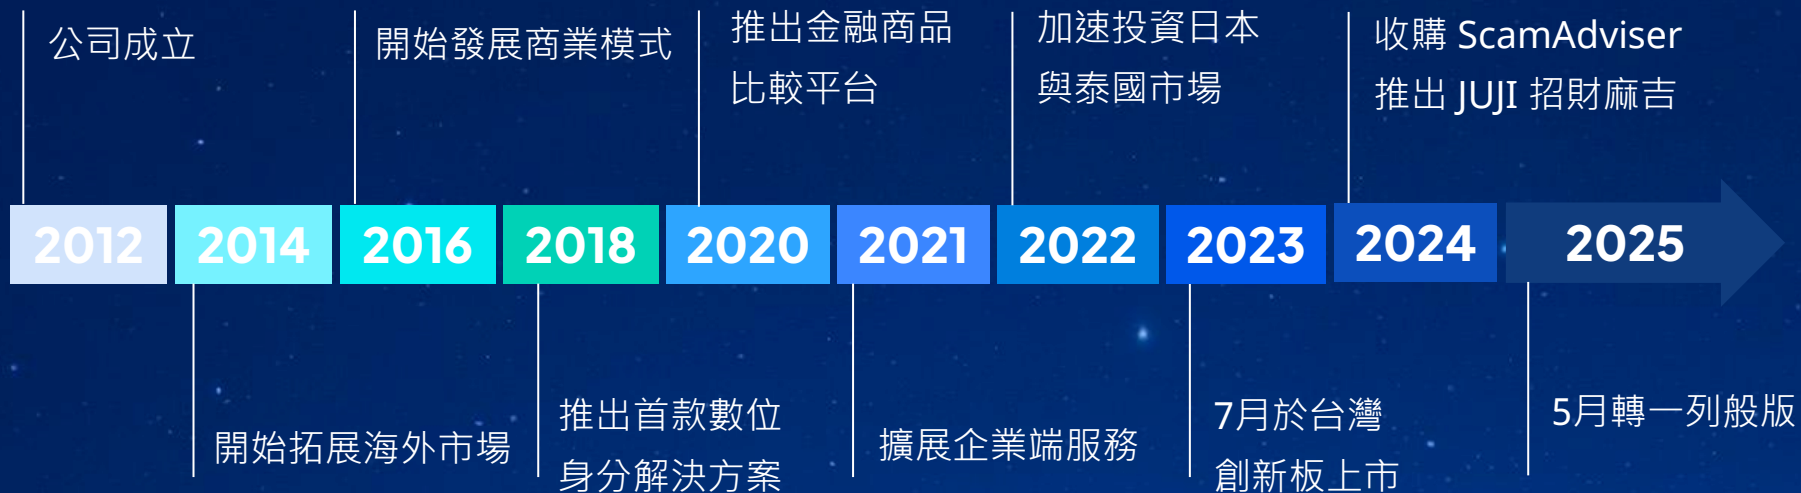 公司成立
開始發展商業模式
推出金融商品
比較平台
加速投資日本
與泰國市場
收購 ScamAdviser
推出 JUJI 招財麻吉
2012
2014
2016
2018
2020
2021
2022
2023
2024
2025
開始拓展海外市場
推出首款數位
身分解決方案
擴展企業端服務
7月於台灣
創新板上市
5月轉一列般版